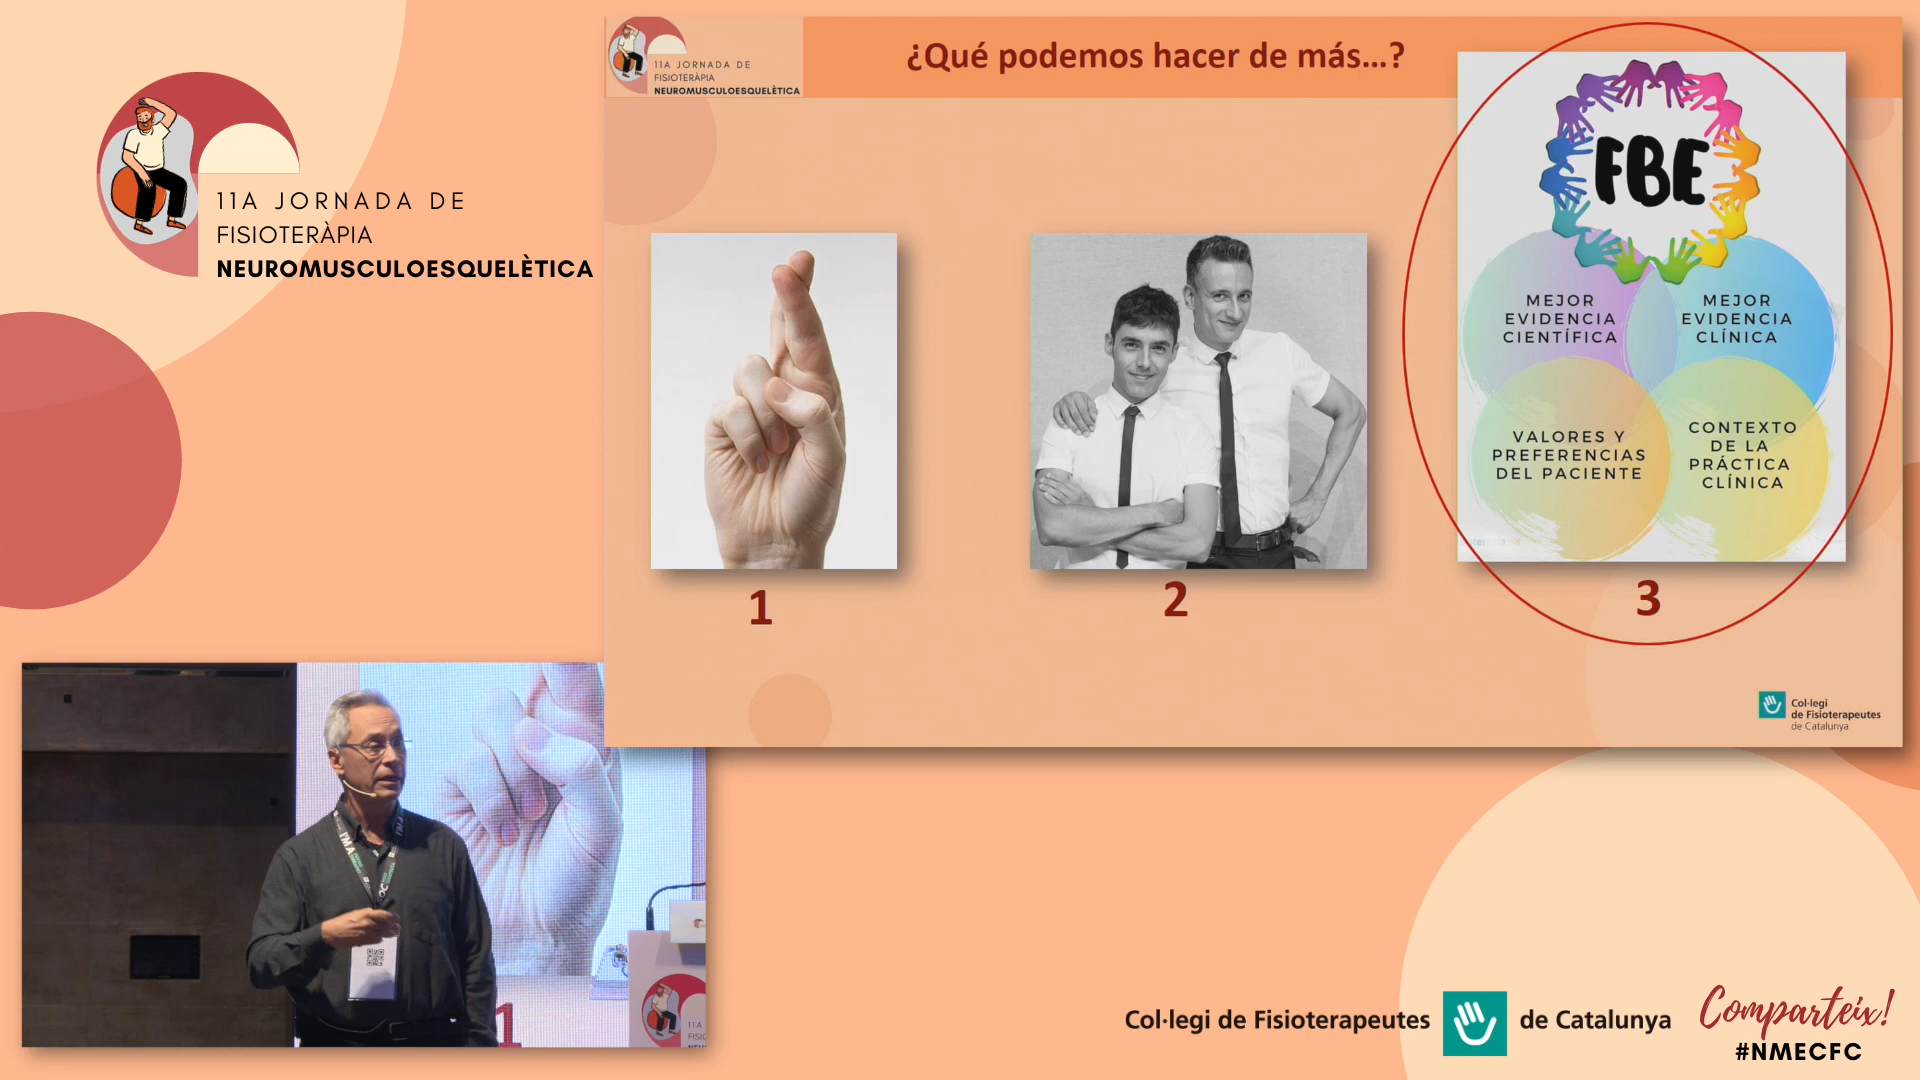 11A JORNADA DE
FISIOTERÀPIA
NEUROMUSCULOESQUELÈTICA
11A JORNADA DE
FISIOTERÀPIA
NEUROMUSCULOESQUELÈTICA
¿Qué podemos hacer de más...?
FBE
MEJOR
EVIDENCIA
CIENTÍFICA
MEJOR
EVIDENCIA
CLÍNICA
VALORES Y
PREFERENCIAS
DEL PACIENTE
CONTEXTO
DE LA
PRÁCTICA
CLÍNICA
1
2
3
Col·legi
de Fisioterapeutes
de Catalunya
I'M A
1
11A
Col·legi de Fisioterapeutes de Catalunya
Comparteix!
#NMECFC